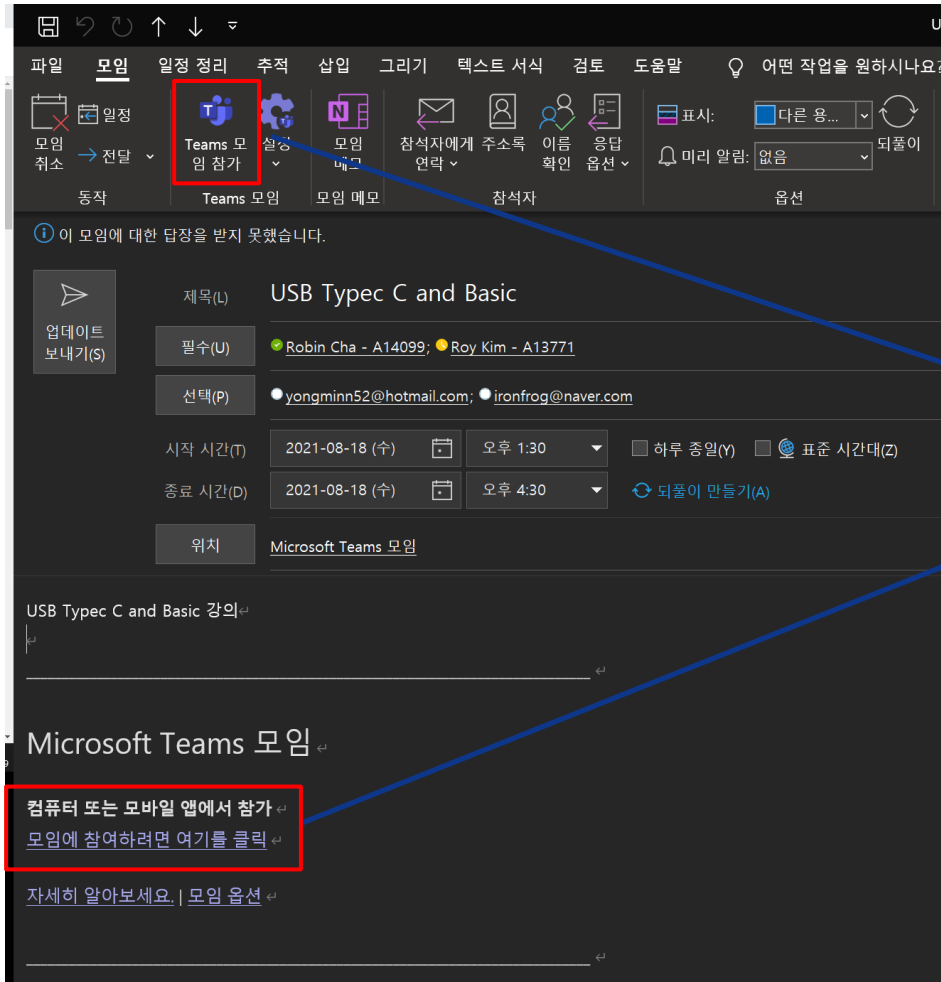 U
파일 모임 일정 정리 추적 삽입 그리기 텍스트 서식 검토 도움말 어떤 작업을 원하시나요?
모임 취소
일정
전달
Teams 모임 참가
설정
모임 메모
참석자에게 연락
주소록
이름 확인
응답 옵션
표시: 다른 용...
미리 알림: 없음
되풀이
동작 Teams 모임 모임 메모 참석자 옵션
이 모임에 대한 답장을 받지 못했습니다.
업데이트 보내기(S)
제목(L) USB Typec C and Basic
필수(U) Robin Cha - A14099; Roy Kim - A13771
선택(P) yongminn52@hotmail.com; ironfrog@naver.com
시작 시간(T) 2021-08-18 (수) 오후 1:30 하루 종일(Y) 표준 시간대(Z)
종료 시간(D) 2021-08-18 (수) 오후 4:30 되풀이 만들기(A)
위치 Microsoft Teams 모임
USB Typec C and Basic 강의
Microsoft Teams 모임
9
컴퓨터 또는 모바일 앱에서 참가
모임에 참여하려면 여기를 클릭
자세히 알아보세요. | 모임 옵션